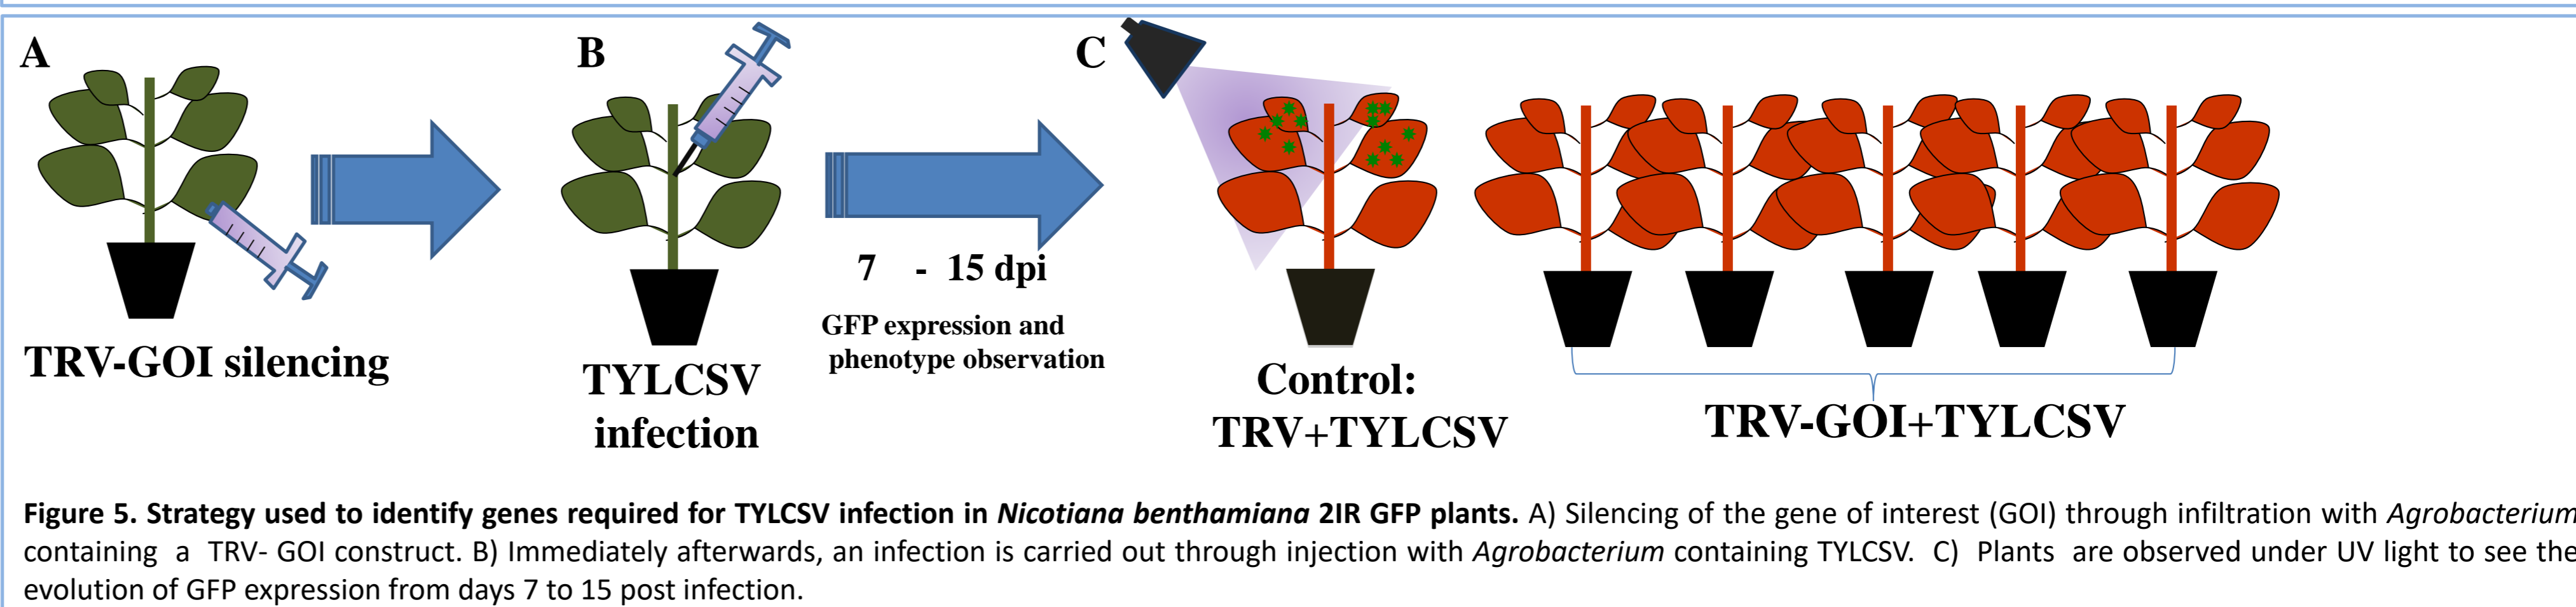 A
B
C
7 - 15 dpi
GFP expression and
phenotype observation
TRV-GOI silencing
TYLCSV
infection
Control:
TRV+TYLCSV
TRV-GOI+TYLCSV
Figure 5. Strategy used to identify genes required for TYLCSV infection in Nicotiana benthamiana 2IR GFP plants. A) Silencing of the gene of interest (GOI) through infiltration with Agrobacterium
containing a TRV- GOI construct. B) Immediately afterwards, an infection is carried out through injection with Agrobacterium containing TYLCSV. C) Plants are observed under UV light to see the
evolution of GFP expression from days 7 to 15 post infection.